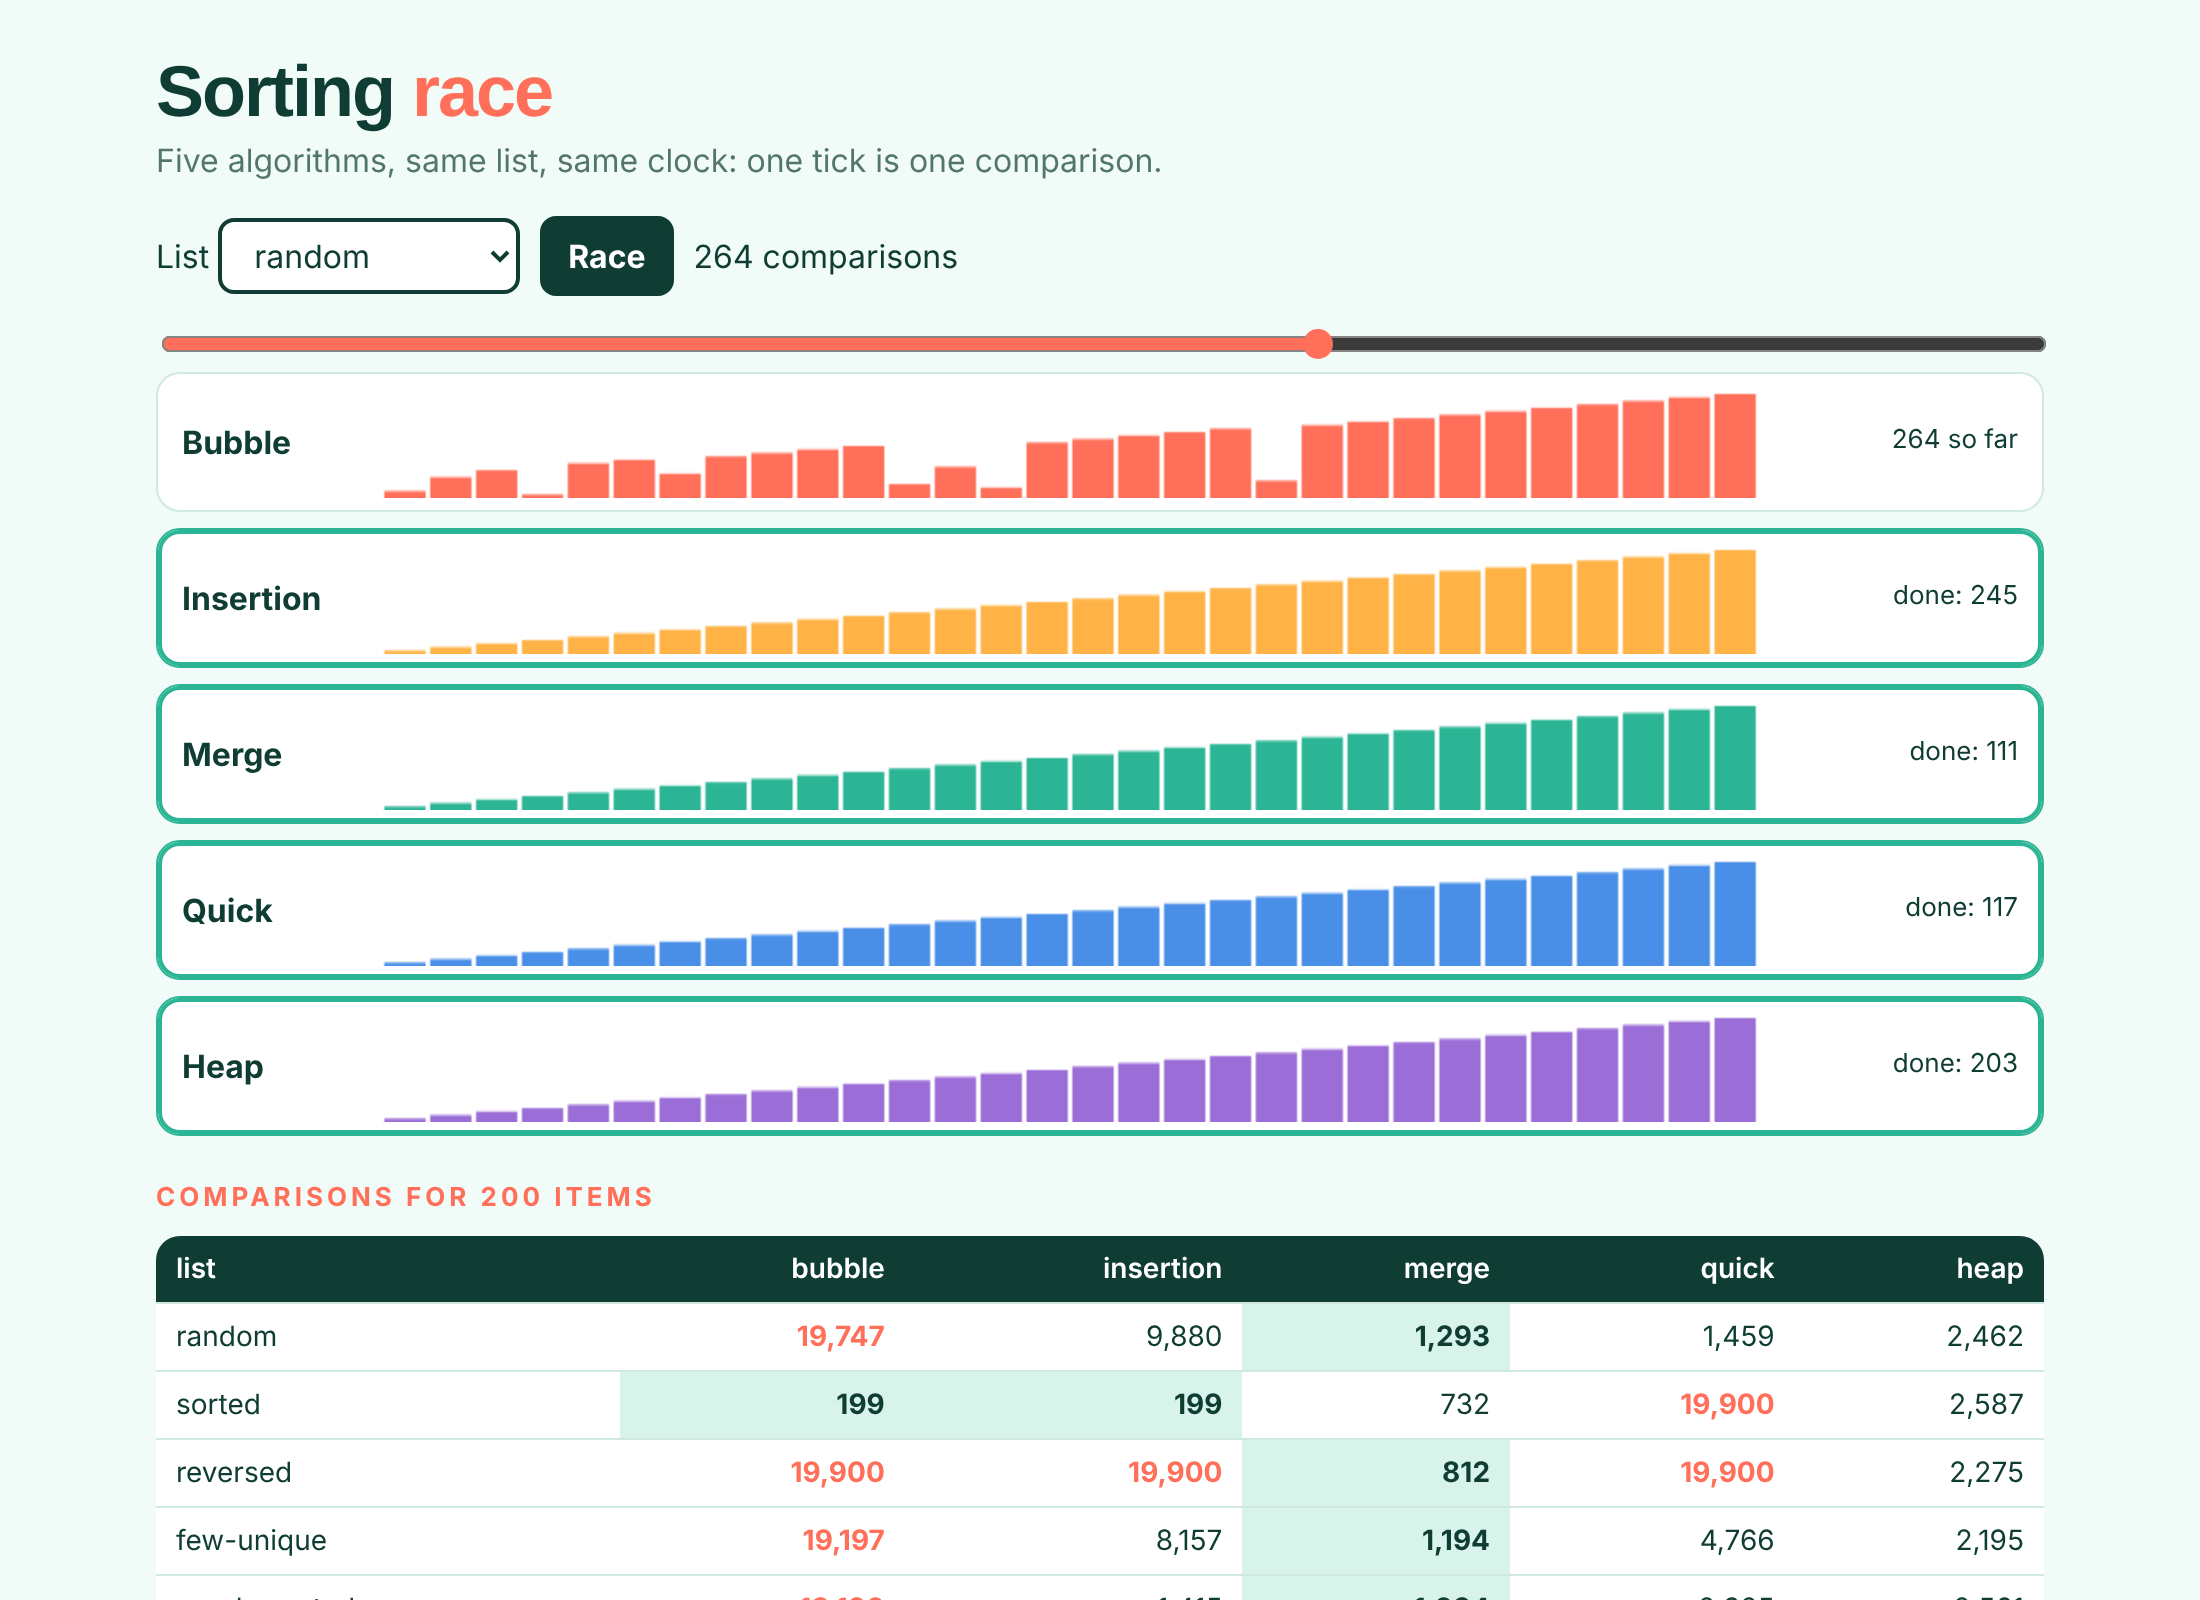 Sorting race
Five algorithms, same list, same clock: one tick is one comparison.
List random Race 264 comparisons
Bubble 264 so far
Insertion done: 245
Merge done: 111
Quick done: 117
Heap done: 203
COMPARISONS FOR 200 ITEMS
list bubble insertion merge quick heap
random 19,747 9,880 1,293 1,459 2,462
sorted 199 199 732 19,900 2,587
reversed 19,900 19,900 812 19,900 2,275
few-unique 19,197 8,157 1,194 4,766 2,195